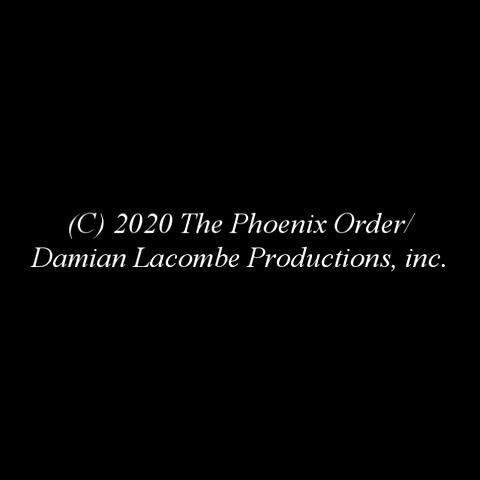 (C) 2020 The Phoenix Order/
Damian Lacombe Productions, inc.